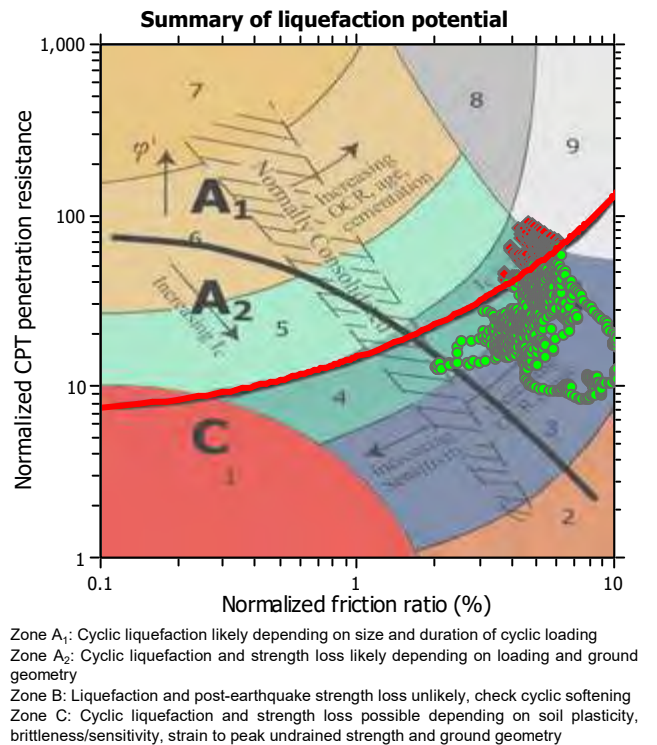 Summary of liquefaction potential
Normalized CPT penetration resistance
1,000
100
10
1
7
8
9
φ'
A1
Normally Consolidated
Increasing
OCR, age,
cementation
6
A2
Increasing fc
5
4
C
1
Increasing
sensitivity
3
2
0.1
1
10
Normalized friction ratio (%)
Zone A1: Cyclic liquefaction likely depending on size and duration of cyclic loading
Zone A2: Cyclic liquefaction and strength loss likely depending on loading and ground
geometry
Zone B: Liquefaction and post-earthquake strength loss unlikely, check cyclic softening
Zone C: Cyclic liquefaction and strength loss possible depending on soil plasticity,
brittleness/sensitivity, strain to peak undrained strength and ground geometry